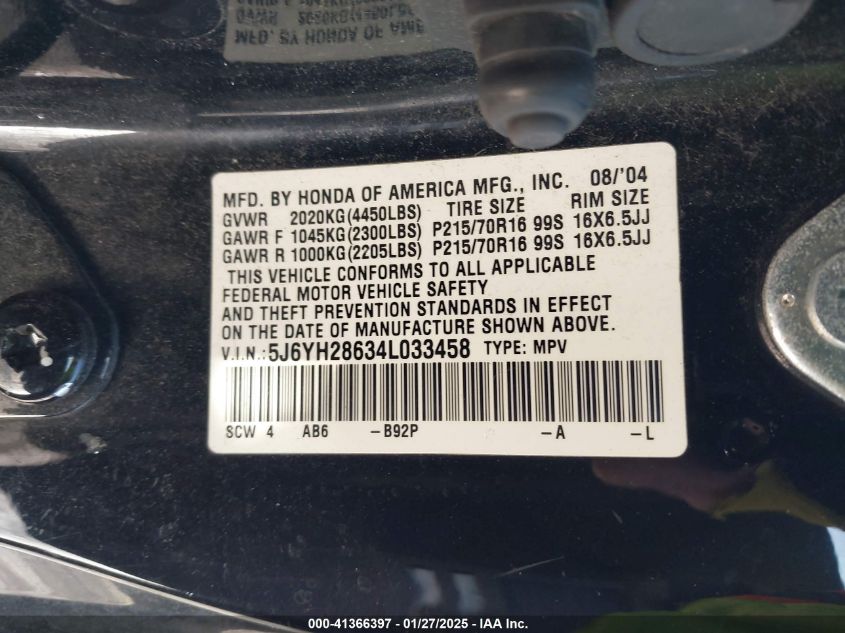 MFD. BY HONDA OF AMERICA MFG., INC. 08/'04
GVWR 2020KG(4450LBS) TIRE SIZE RIM SIZE
GAWR F 1045KG(2300LBS) P215/70R16 99S 16X6.5JJ
GAWR R 1000KG(2205LBS) P215/70R16 99S 16X6.5JJ
THIS VEHICLE CONFORMS TO ALL APPLICABLE
FEDERAL MOTOR VEHICLE SAFETY
AND THEFT PREVENTION STANDARDS IN EFFECT
ON THE DATE OF MANUFACTURE SHOWN ABOVE.
V.I.N.:5J6YH28634L033458 TYPE: MPV
SCW 4 AB6 -B92P -A -L
000-41366397 - 01/27/2025 - IAA Inc.